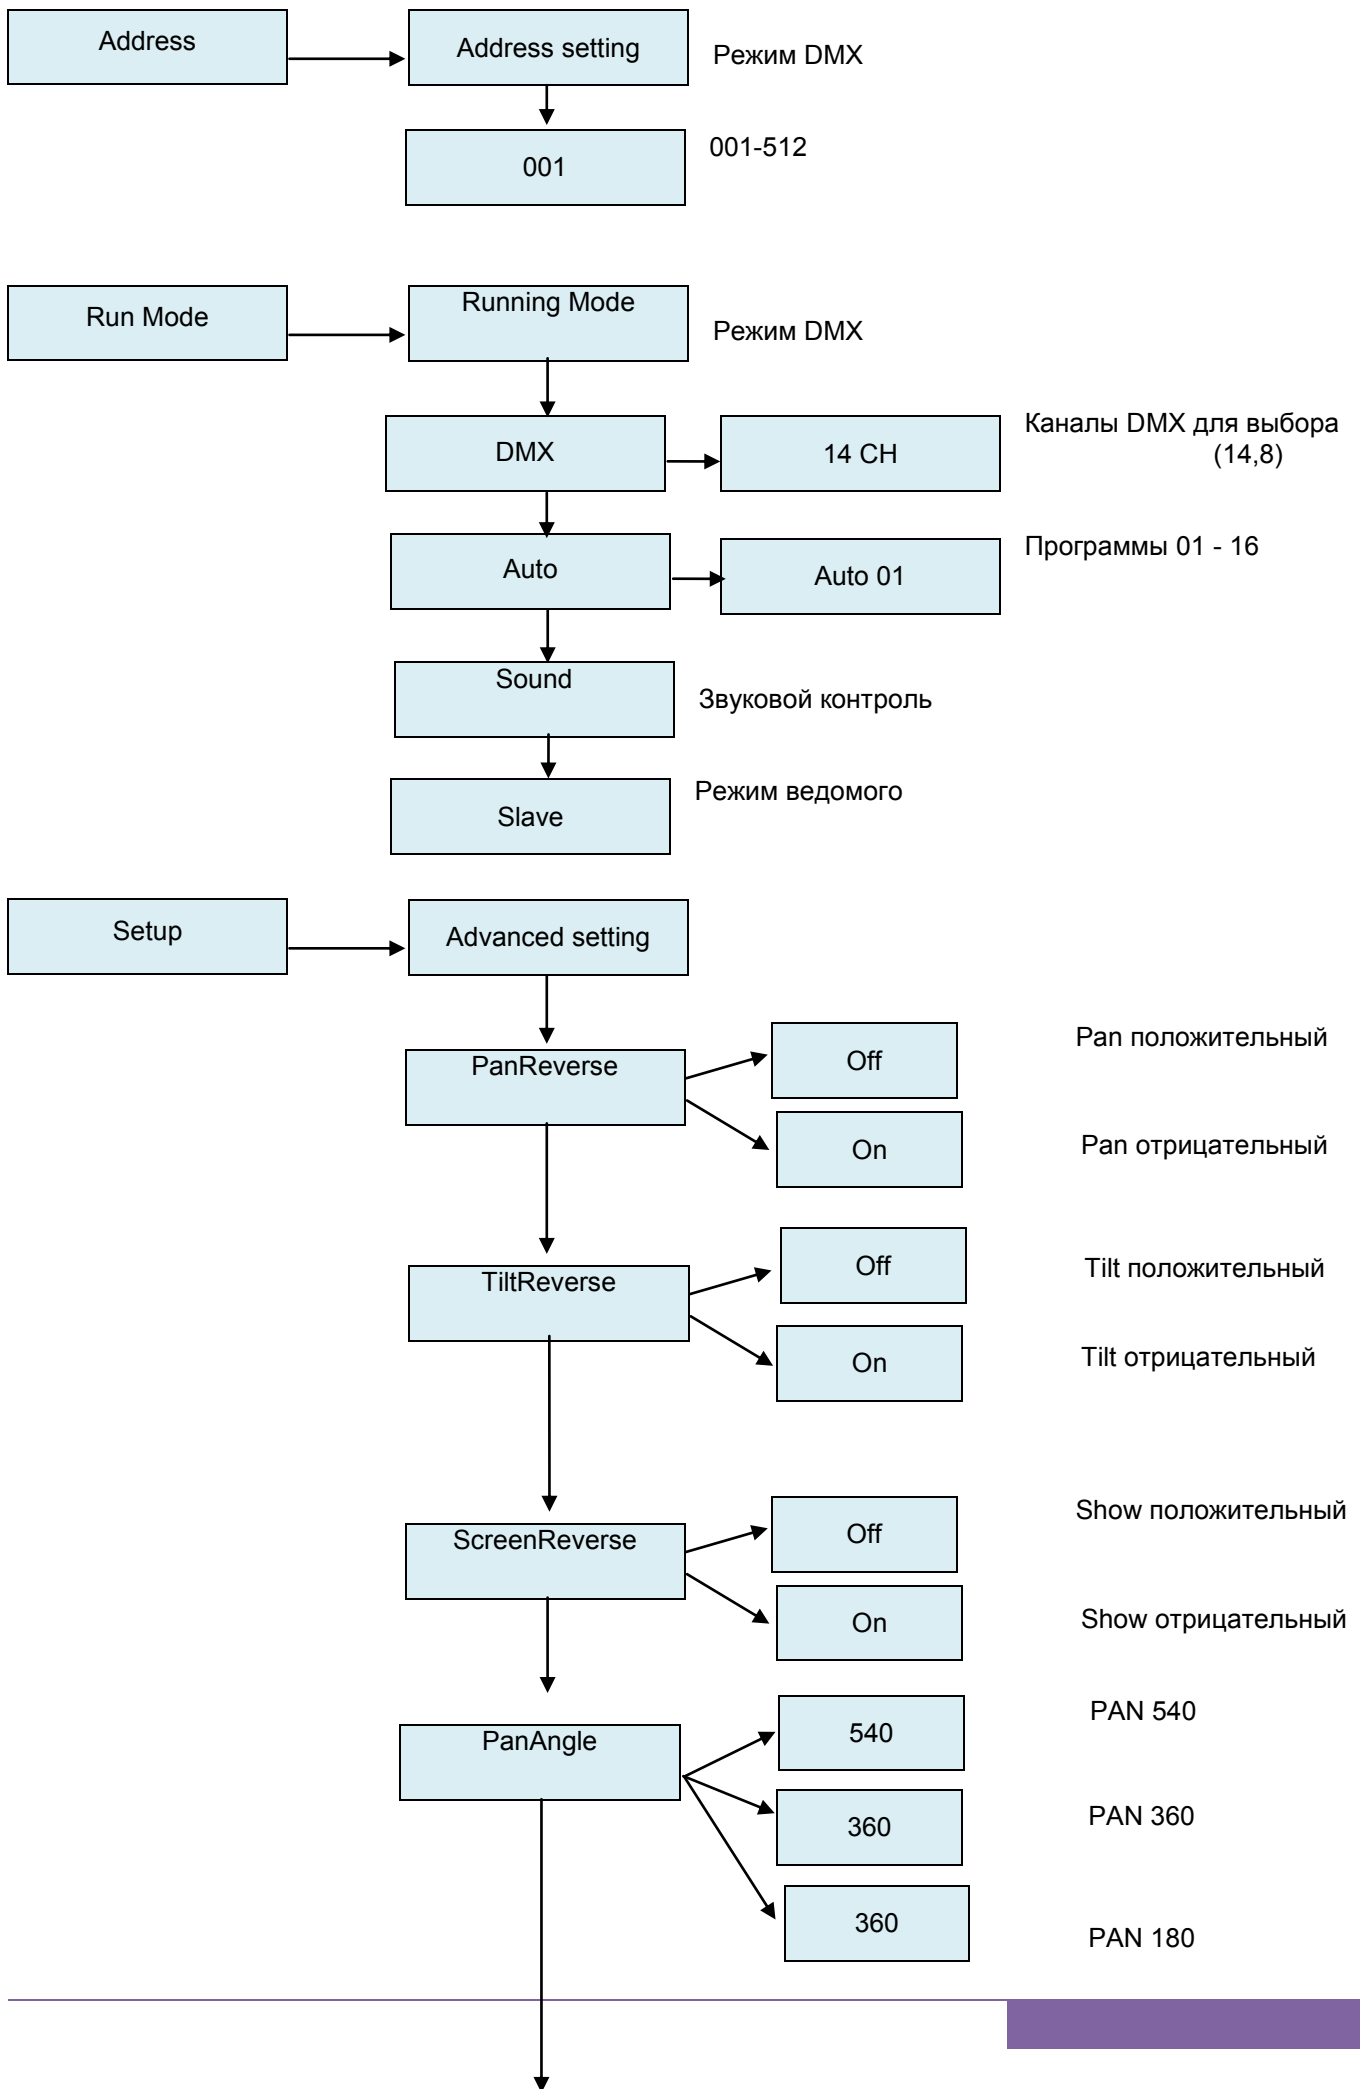 Address
Address setting
Режим DMX
001
001-512
Run Mode
Running Mode
Режим DMX
DMX
14 CH
Каналы DMX для выбора
(14,8)
Auto
Auto 01
Программы 01 - 16
Sound
Звуковой контроль
Slave
Режим ведомого
Setup
Advanced setting
PanReverse
Off
Pan положительный
On
Pan отрицательный
TiltReverse
Off
Tilt положительный
On
Tilt отрицательный
ScreenReverse
Off
Show положительный
On
Show отрицательный
PanAngle
540
PAN 540
360
PAN 360
360
PAN 180